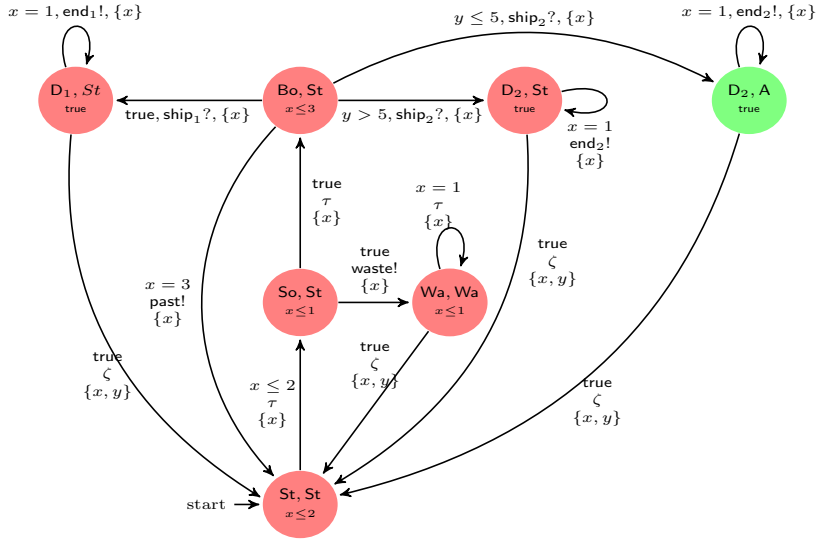 x = 1, end₁!, {x}
y ≤ 5, ship₂?, {x}
x = 1, end₂!, {x}
D₁, St
true
Bo, St
x≤3
D₂, St
true
D₂, A
true
true, ship₁?, {x}
y > 5, ship₂?, {x}
x = 1
end₂!
{x}
true
τ
{x}
x = 1
τ
{x}
true
waste!
{x}
true
ζ
{x, y}
x = 3
past!
{x}
So, St
x≤1
Wa, Wa
x≤1
true
ζ
{x, y}
x ≤ 2
τ
{x}
true
ζ
{x, y}
true
ζ
{x, y}
St, St
x≤2
start